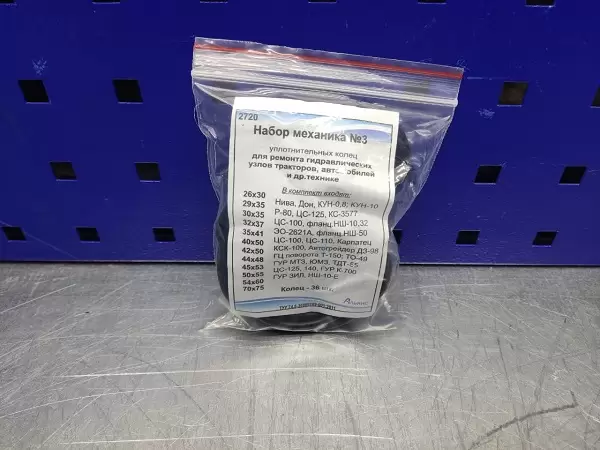 2720
Набор механика №3
уплотнительных колец
для ремонта гидравлических
узлов тракторов, автомобилей
и др.технике
В комплект входят:
26x30
29x35 Нива, Дон, КУН-0,8; КУН-10
30x35 Р-80, ЦС-125, КС-3577
32x37 ЦС-100, фланц.НШ-10,32
35x41 ЭО-2621А, фланц.НШ-50
40x50 ЦС-100, ЦС-110, Карпатец
42x50 КСК-100, Автогрейдер ДЗ-98
44x48 ГЦ поворота Т-150; ТО-49
45x53 ГУР МТЗ, ЮМЗ, ТДТ-55
50x55 ЦС-125, 140, ГУР К-700
54x60 ГУР ЗИЛ, НШ-10-Е
70x75 Колец - 36 шт.
Альянс